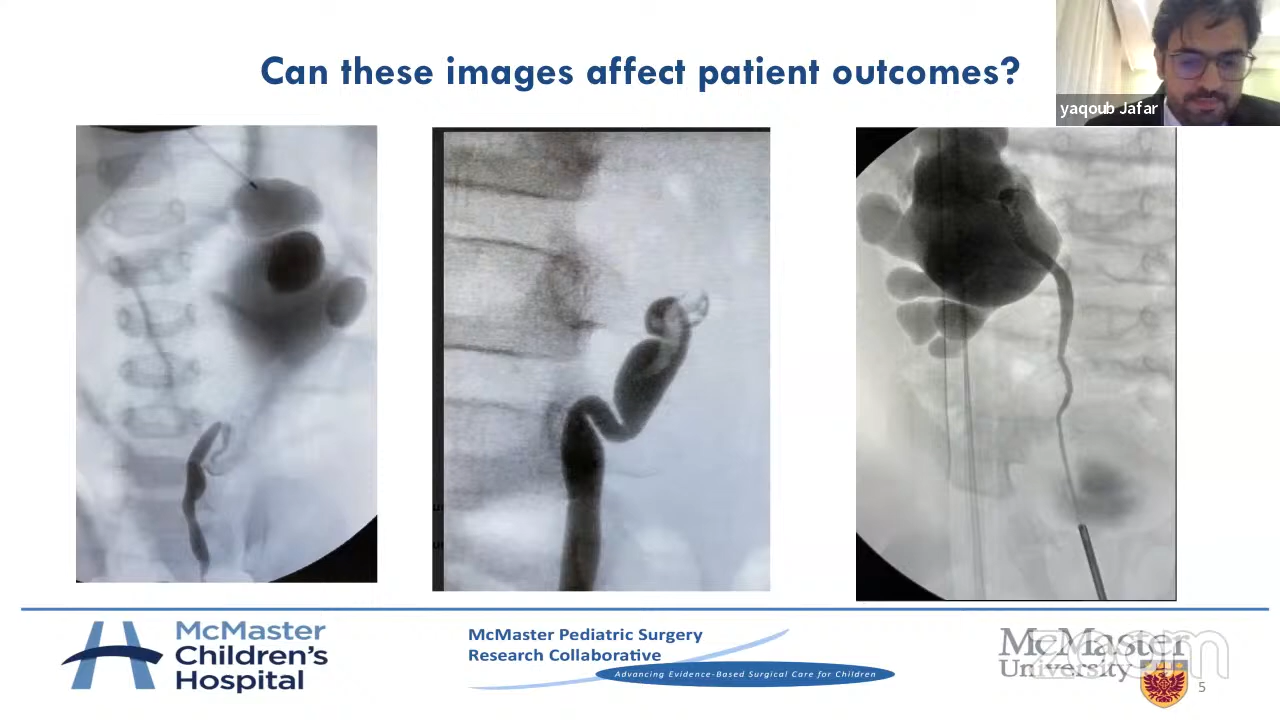 Can these images affect patient outcomes?
yaqoub Jafar
McMaster
Children's
Hospital
McMaster Pediatric Surgery
Research Collaborative
Advancing Evidence-Based Surgical Care for Children
McMaster
University
zoom
5